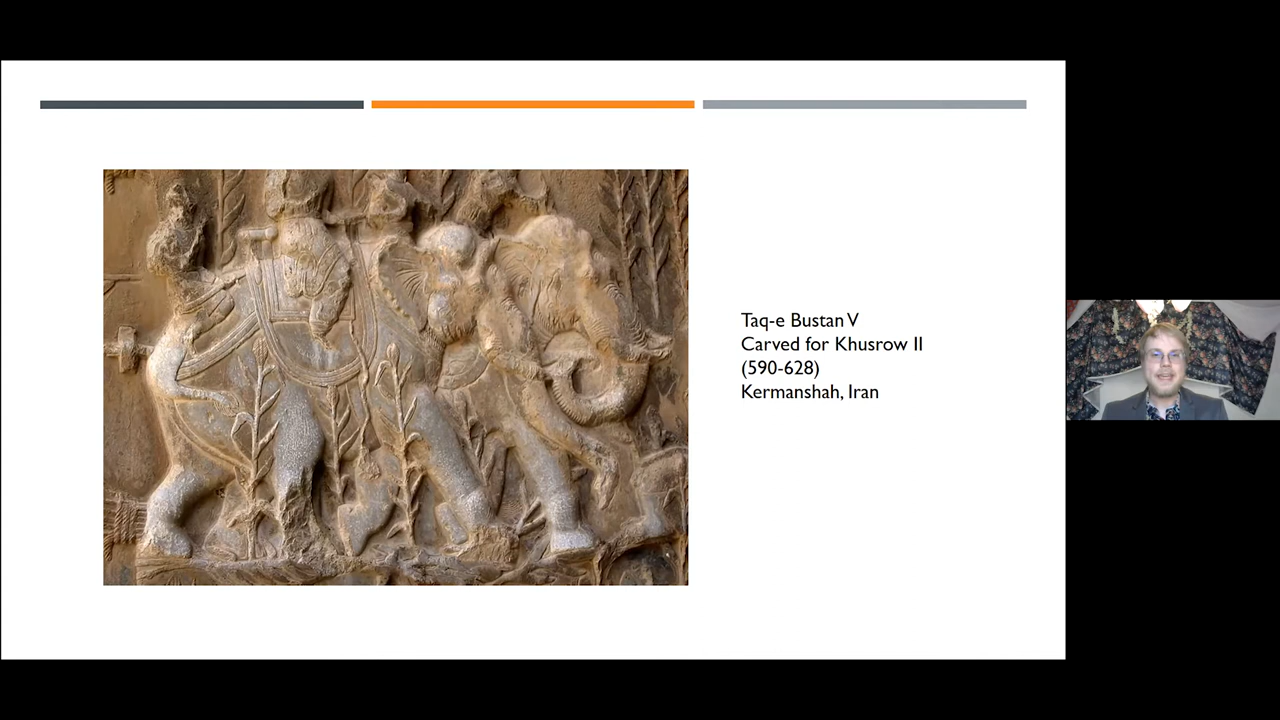 Taq-e Bustan V
Carved for Khusrow II
(590-628)
Kermanshah, Iran